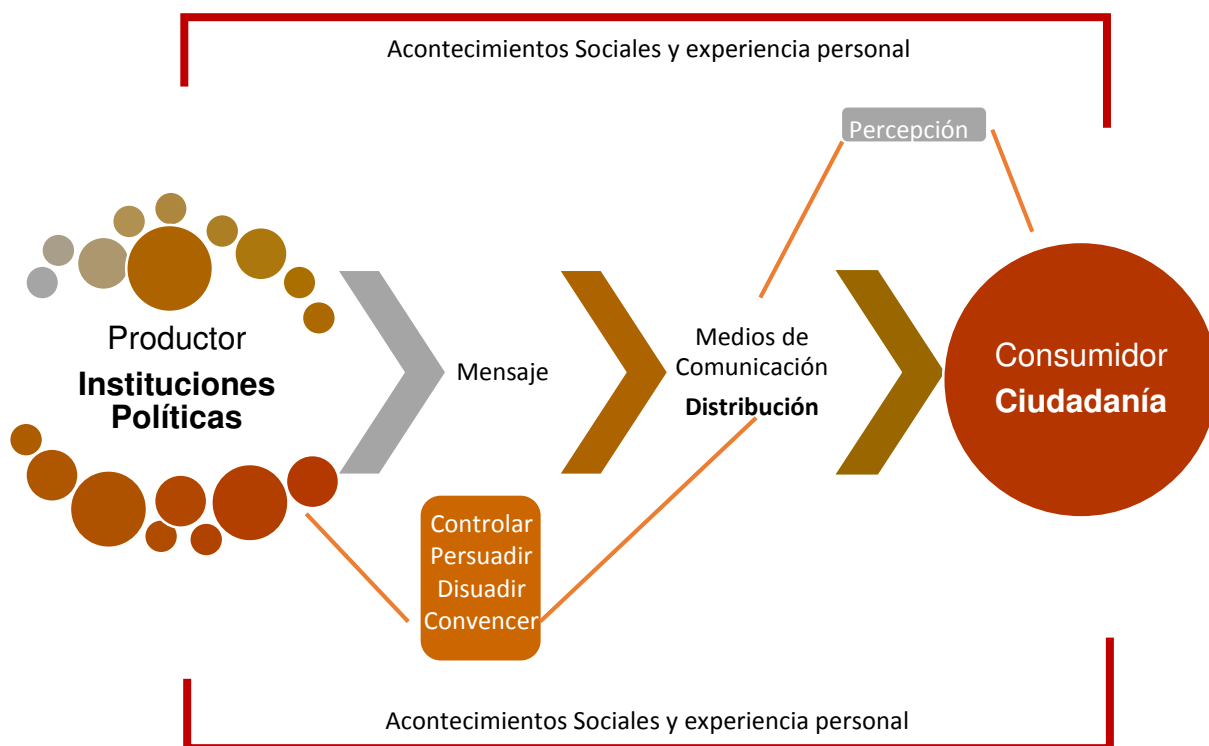 Acontecimientos Sociales y experiencia personal
Percepción
Productor
Instituciones
Políticas
Mensaje
Medios de
Comunicación
Distribución
Consumidor
Ciudadanía
Controlar
Persuadir
Disuadir
Convencer
Acontecimientos Sociales y experiencia personal